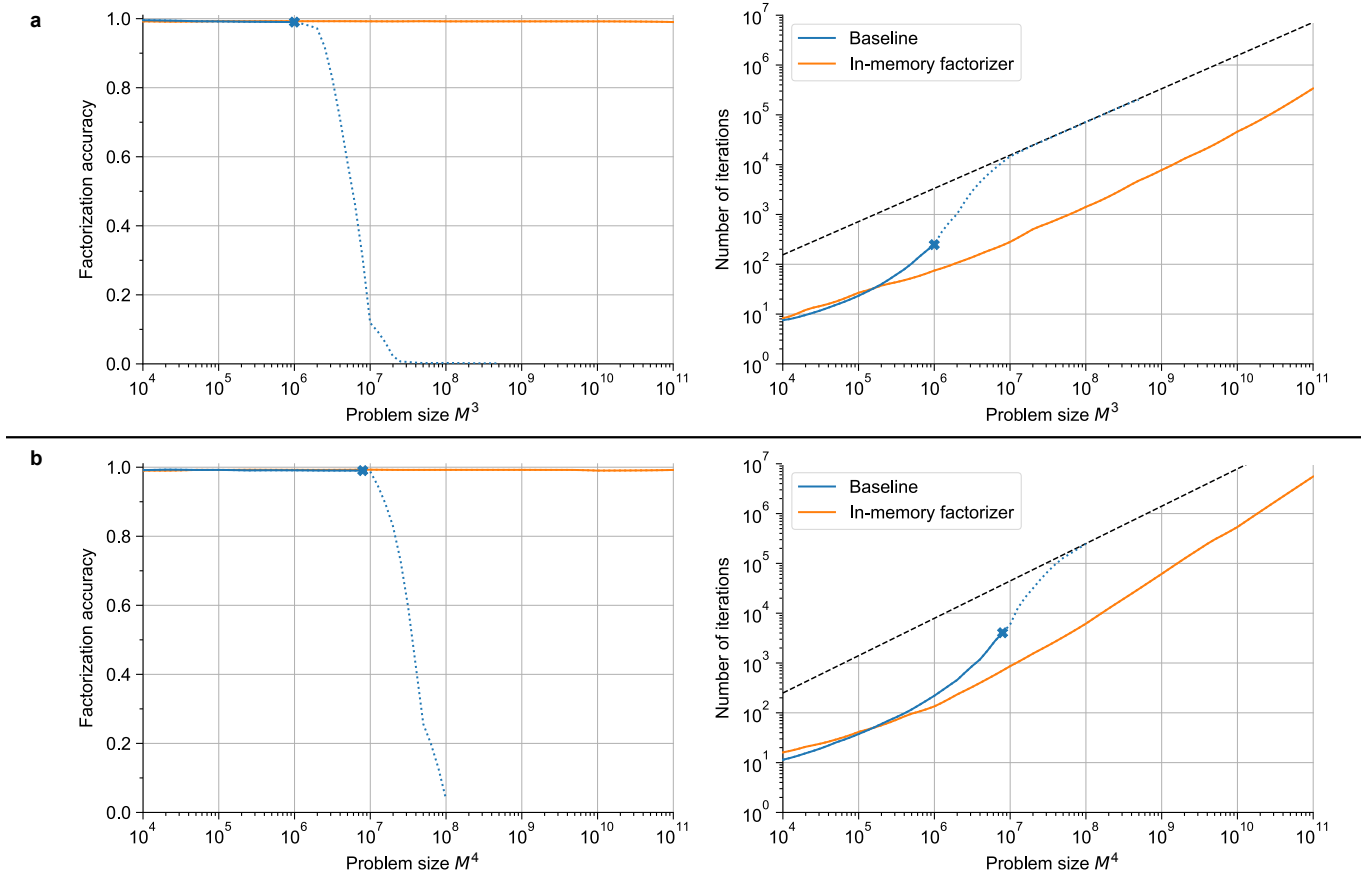 a
1.0
0.8
0.6
0.4
0.2
0.0
Factorization accuracy
10^4 10^5 10^6 10^7 10^8 10^9 10^10 10^11
Problem size M^3
10^7
10^6
10^5
10^4
10^3
10^2
10^1
10^0
Number of iterations
Baseline
In-memory factorizer
10^4 10^5 10^6 10^7 10^8 10^9 10^10 10^11
Problem size M^3
b
1.0
0.8
0.6
0.4
0.2
0.0
Factorization accuracy
10^4 10^5 10^6 10^7 10^8 10^9 10^10 10^11
Problem size M^4
10^7
10^6
10^5
10^4
10^3
10^2
10^1
10^0
Number of iterations
Baseline
In-memory factorizer
10^4 10^5 10^6 10^7 10^8 10^9 10^10 10^11
Problem size M^4